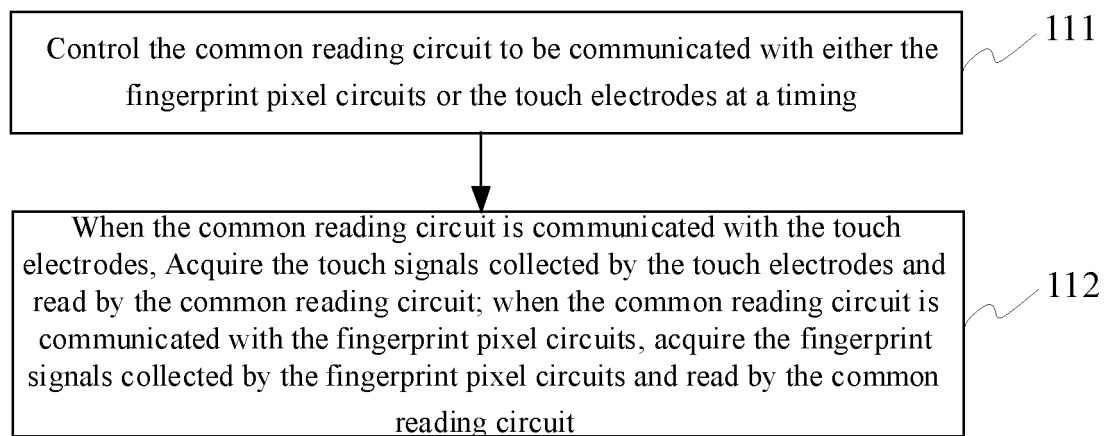 Control the common reading circuit to be communicated with either the
fingerprint pixel circuits or the touch electrodes at a timing
111
When the common reading circuit is communicated with the touch
electrodes, Acquire the touch signals collected by the touch electrodes and
read by the common reading circuit; when the common reading circuit is
communicated with the fingerprint pixel circuits, acquire the fingerprint
signals collected by the fingerprint pixel circuits and read by the common
reading circuit
112